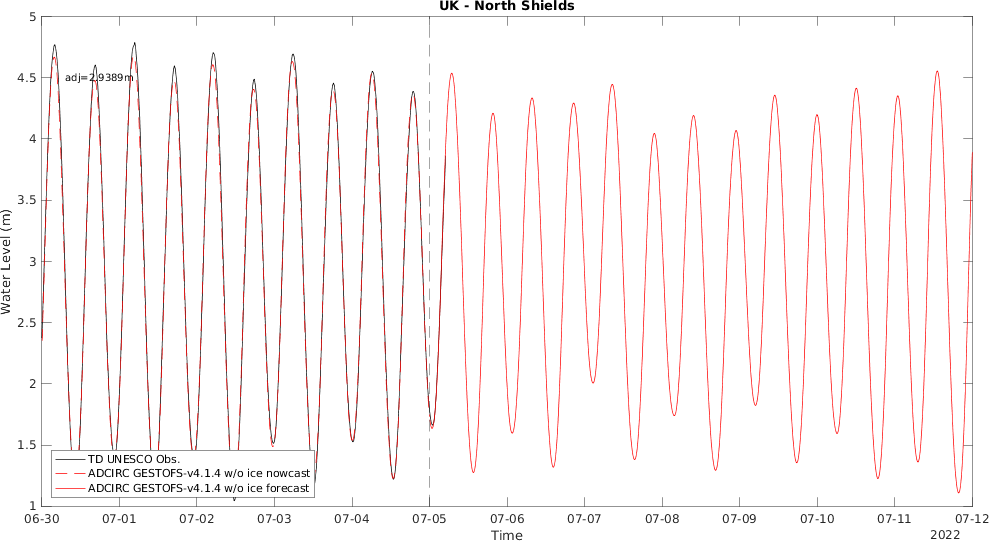 UK - North Shields
5
4.5
4
3.5
3
2.5
2
1.5
1
Water Level (m)
adj=2.9389m
TD UNESCO Obs.
ADCIRC GESTOFS-v4.1.4 w/o ice nowcast
ADCIRC GESTOFS-v4.1.4 w/o ice forecast
06-30 07-01 07-02 07-03 07-04 07-05 07-06 07-07 07-08 07-09 07-10 07-11 07-12
Time
2022